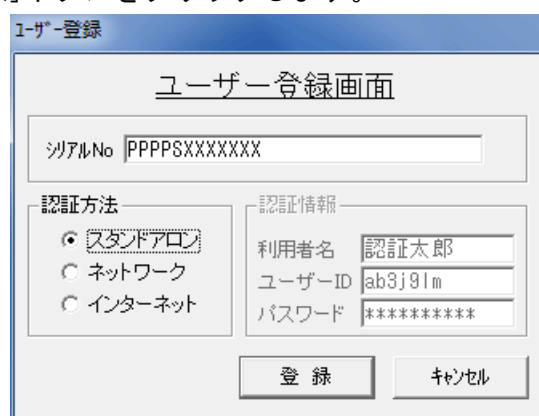 ﾕｰｻﾞｰ登録
ユーザー登録画面
ｼﾘｱﾙNo PPPPSXXXXXXX
認証方法
スタンドアロン
ネットワーク
インターネット
認証情報
利用者名 認証太郎
ユーザーID ab3j9lm
パスワード **********
登 録
ｷｬﾝｾﾙ